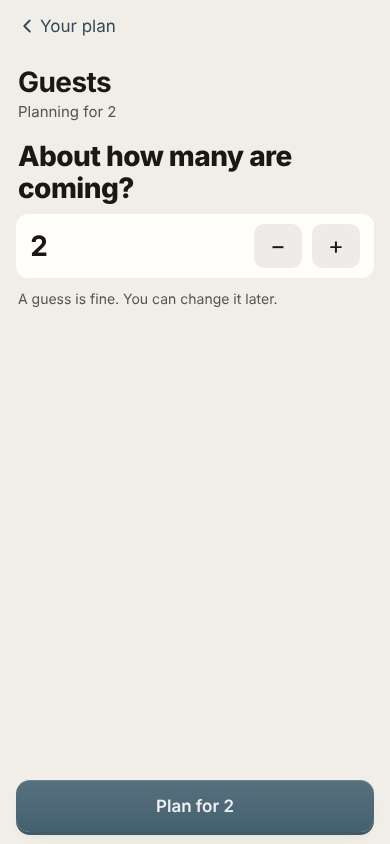 Your plan
Guests
Planning for 2
About how many are
coming?
2
− +
A guess is fine. You can change it later.
Plan for 2